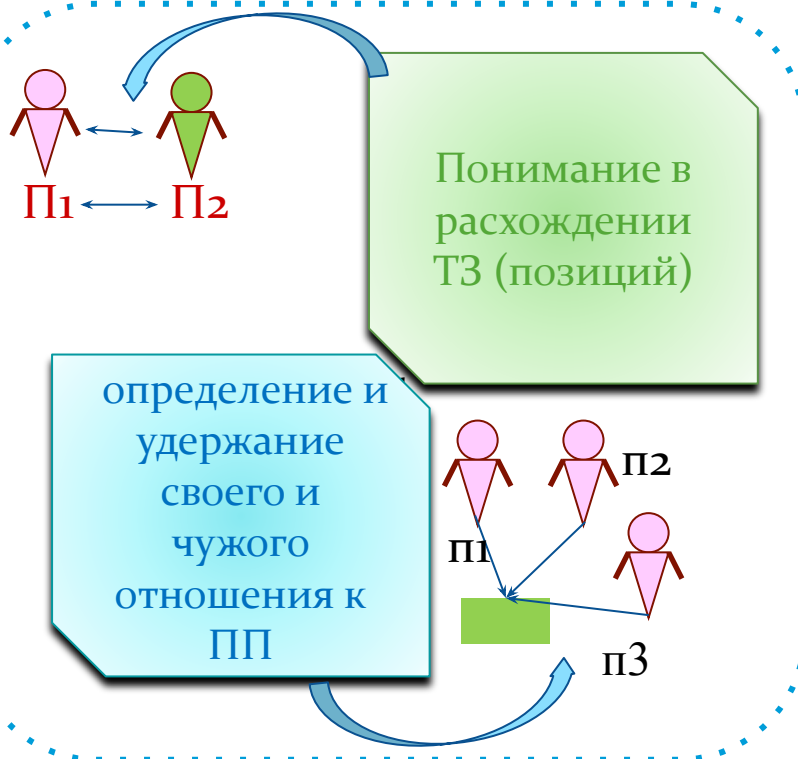 П1
П2
Понимание в
расхождении
ТЗ (позиций)
определение и
удержание
своего и
чужого
отношения к
ПП
п1
п2
п3